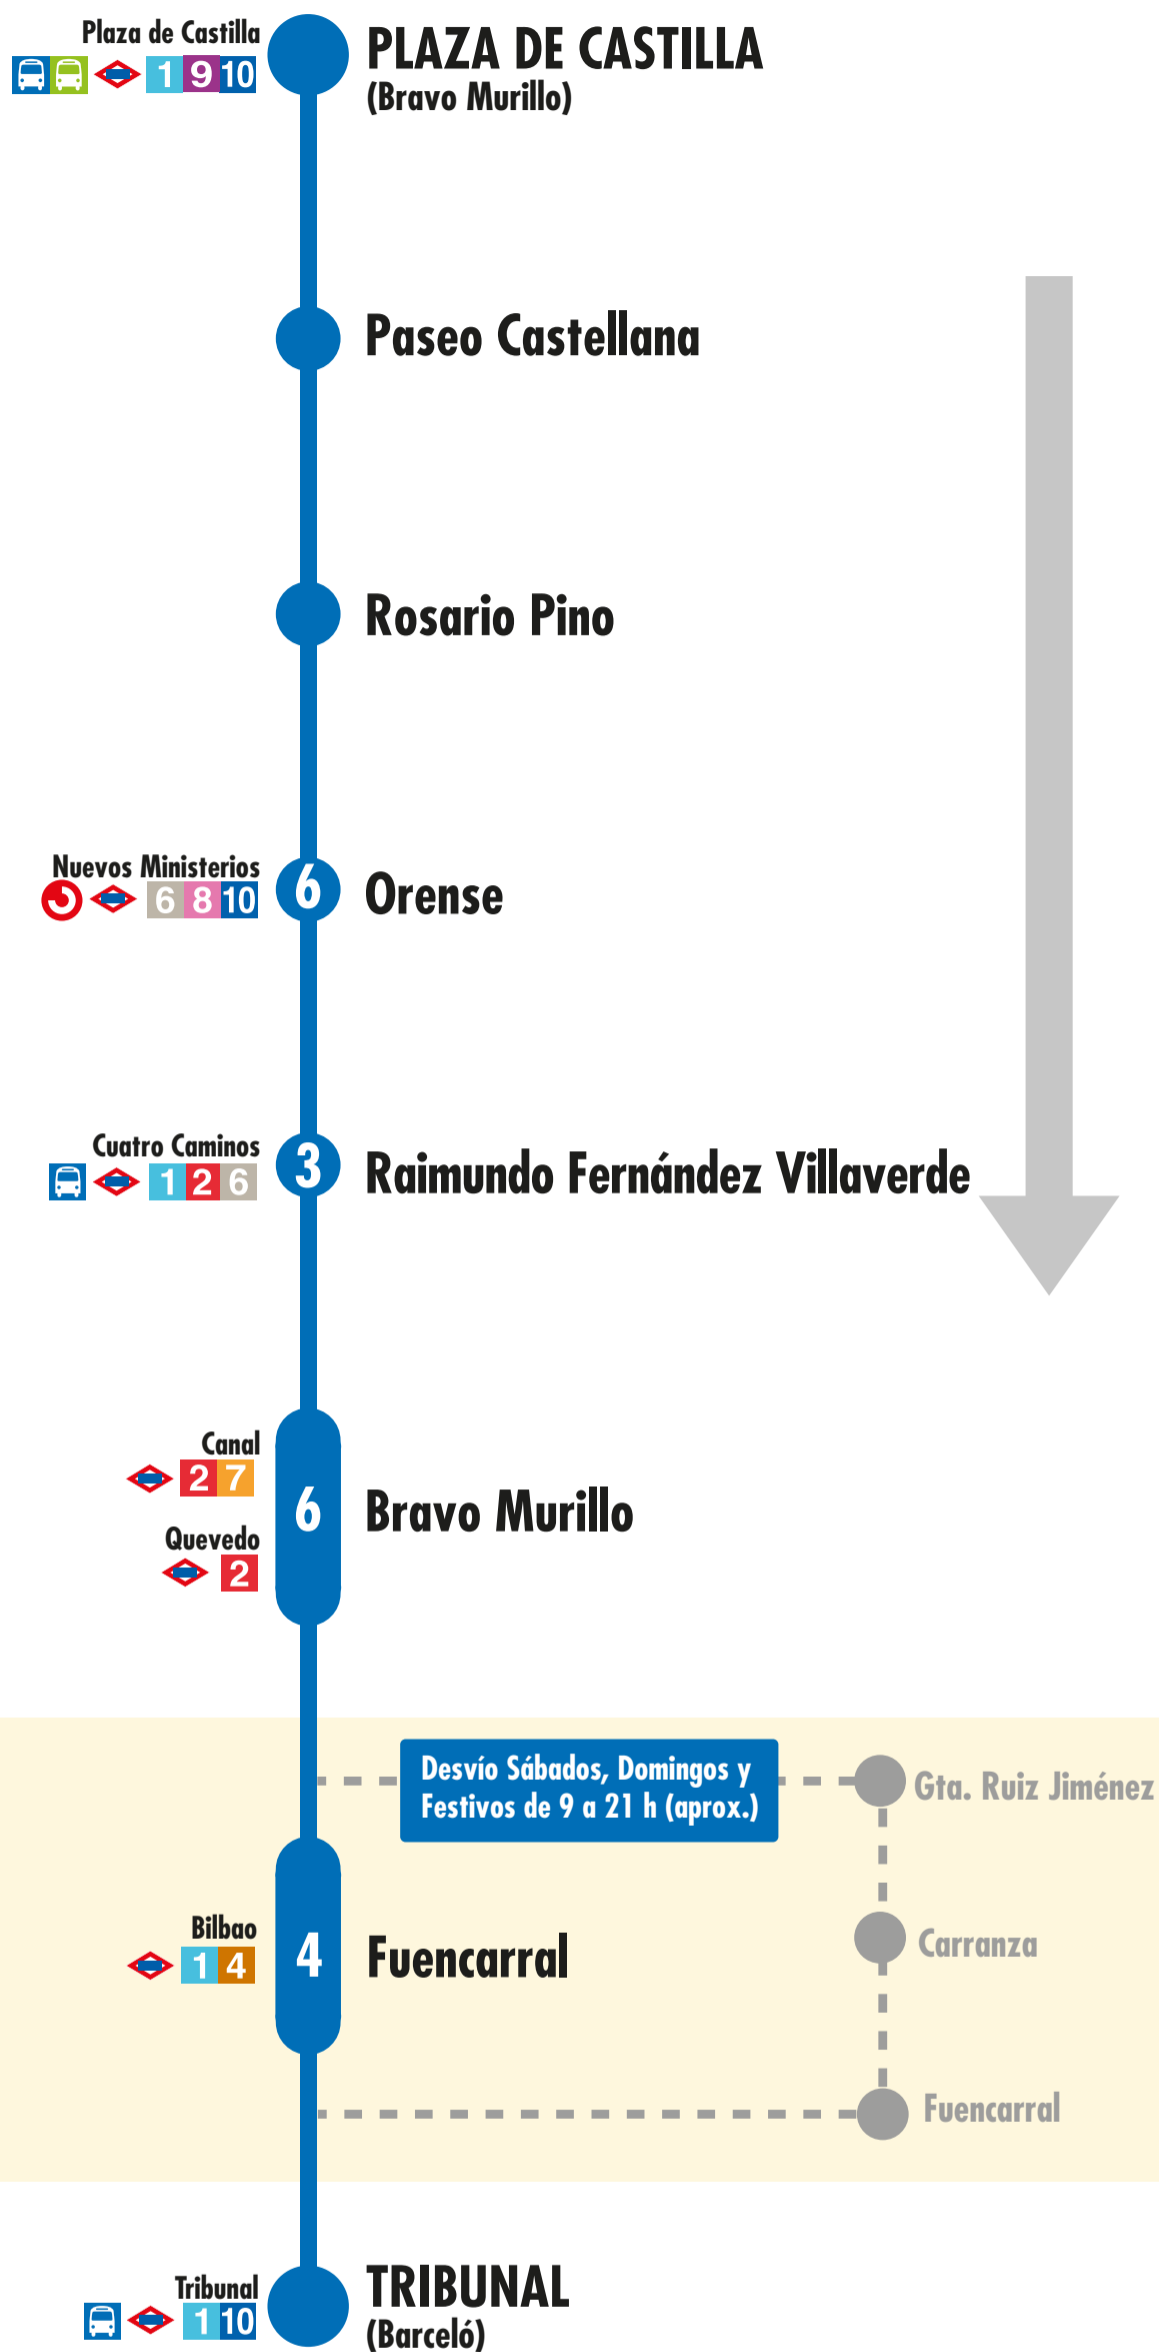 Plaza de Castilla
1 9 10
PLAZA DE CASTILLA
(Bravo Murillo)
Paseo Castellana
Rosario Pino
Nuevos Ministerios
6 8 10
6
Orense
Cuatro Caminos
1 2 6
3
Raimundo Fernández Villaverde
Canal
2 7
Quevedo
2
6
Bravo Murillo
Desvío Sábados, Domingos y
Festivos de 9 a 21 h (aprox.)
Gta. Ruiz Jiménez
Bilbao
1 4
4
Fuencarral
Carranza
Fuencarral
Tribunal
1 10
TRIBUNAL
(Barceló)